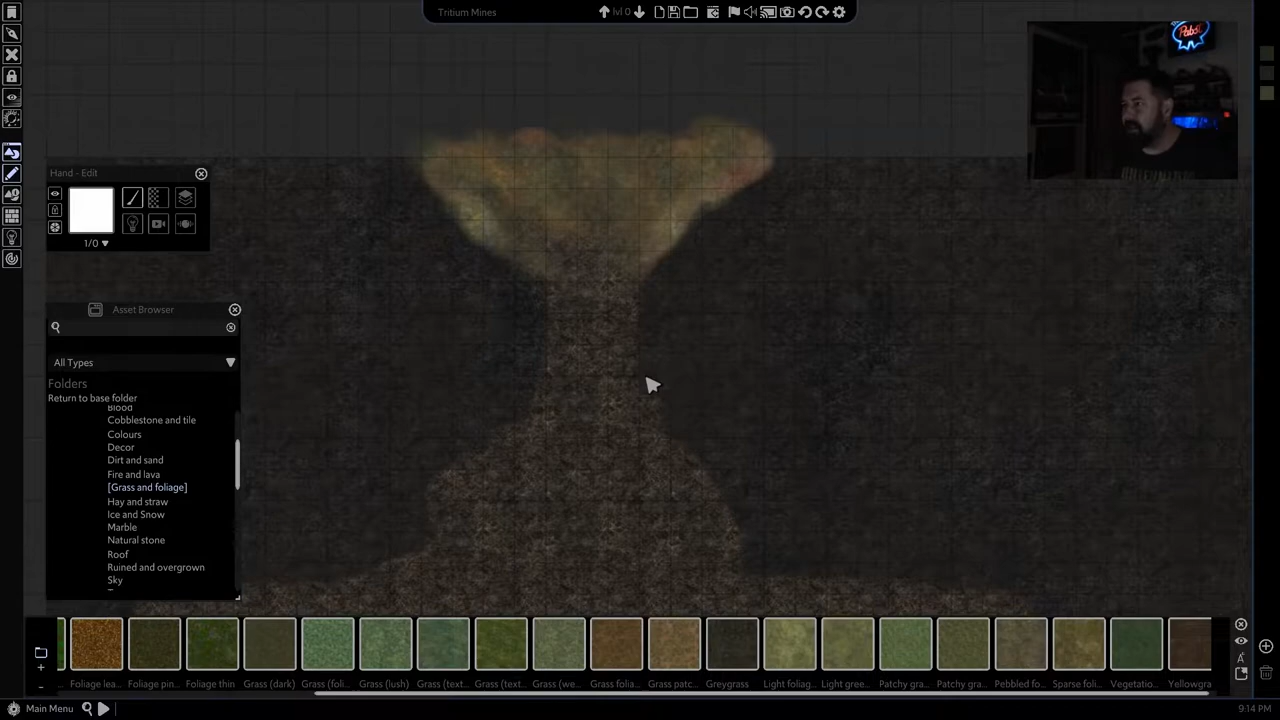 Tritium Mines
lvl 0
Pabst
Hand - Edit
1/0
Asset Browser
All Types
Folders
Return to base folder
Blood
Cobblestone and tile
Colours
Decor
Dirt and sand
Fire and lava
[Grass and foliage]
Hay and straw
Ice and Snow
Marble
Natural stone
Roof
Ruined and overgrown
Sky
Foliage lea...
Foliage pin...
Foliage thin
Grass (dark)
Grass (foli...
Grass (lush)
Grass (text...
Grass (text...
Grass (we...
Grass folia...
Grass patc...
Greygrass
Light foliag...
Light gree...
Patchy gra...
Patchy gra...
Pebbled fo...
Sparse foli...
Vegetatio...
Yellowgra
Main Menu
9:14 PM